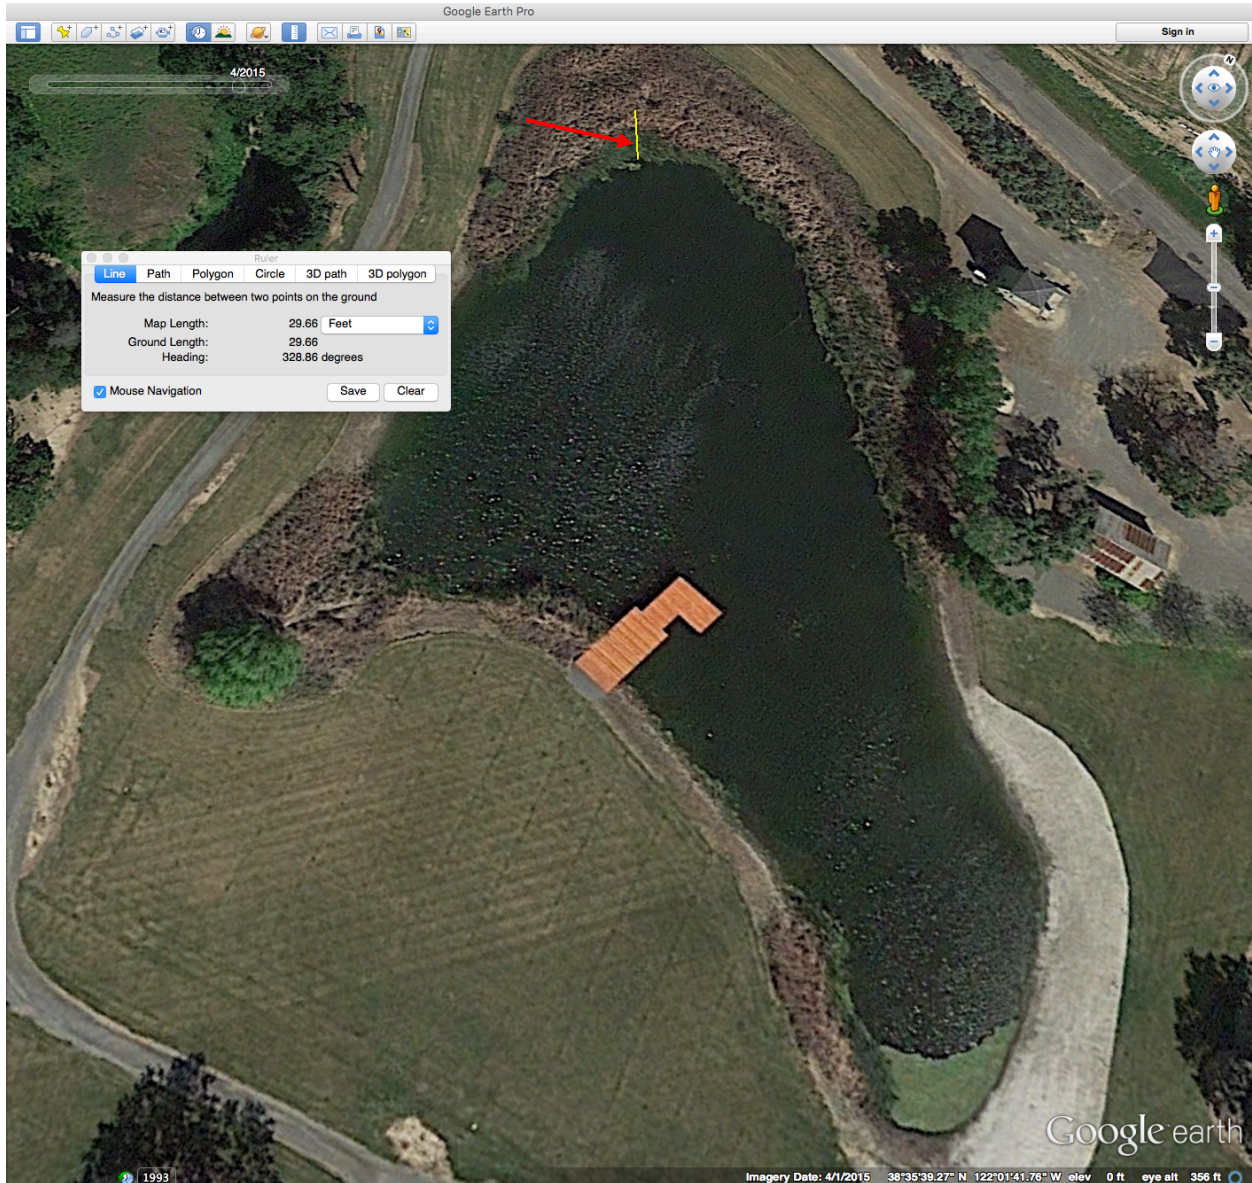 Google Earth Pro
Sign in
4/2015
N
Ruler
Line Path Polygon Circle 3D path 3D polygon
Measure the distance between two points on the ground
Map Length: 29.66 Feet
Ground Length: 29.66
Heading: 328.86 degrees
Mouse Navigation Save Clear
Google earth
1993
Imagery Date: 4/1/2015 38°35'39.27" N 122°01'41.76" W elev 0 ft eye alt 356 ft